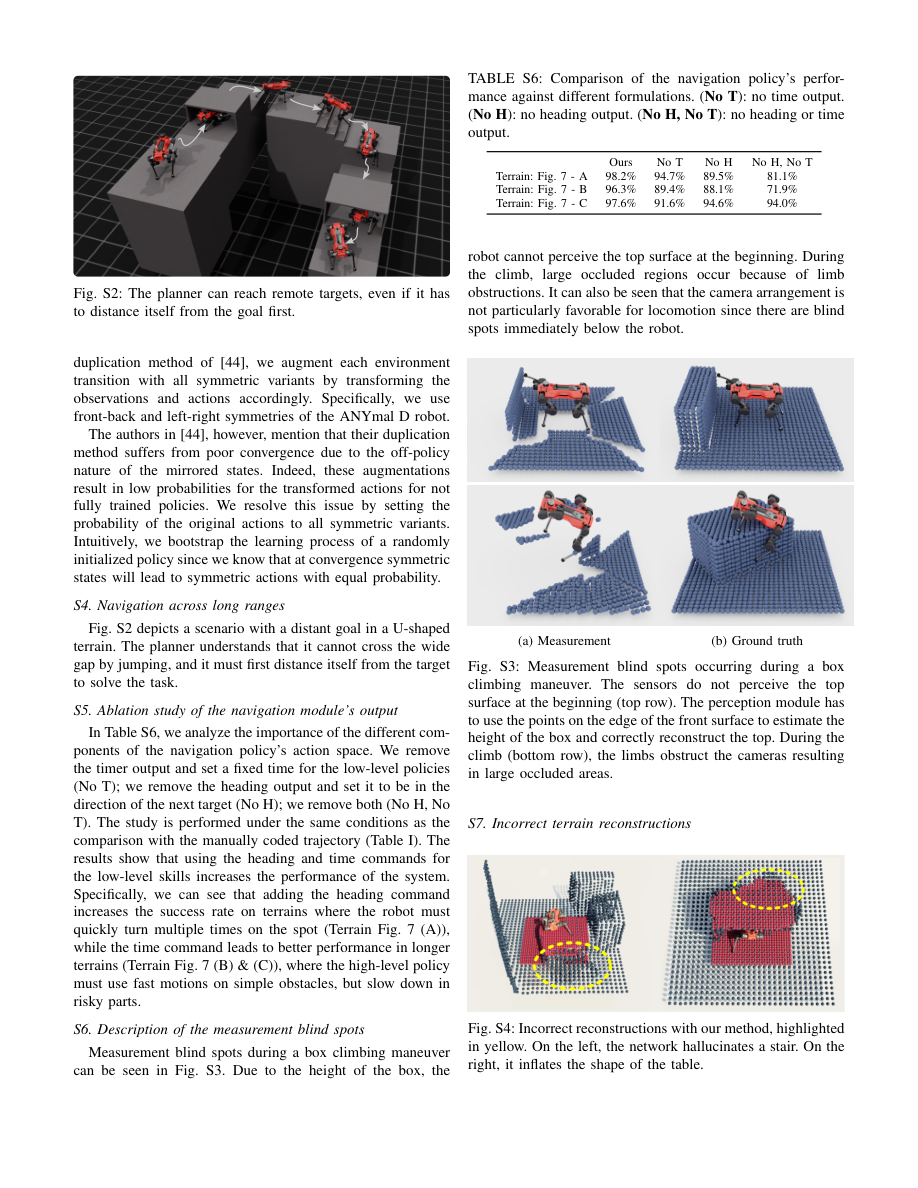 Fig. S2: The planner can reach remote targets, even if it has
to distance itself from the goal first.
duplication method of [44], we augment each environment
transition with all symmetric variants by transforming the
observations and actions accordingly. Specifically, we use
front-back and left-right symmetries of the ANYmal D robot.
The authors in [44], however, mention that their duplication
method suffers from poor convergence due to the off-policy
nature of the mirrored states. Indeed, these augmentations
result in low probabilities for the transformed actions for not
fully trained policies. We resolve this issue by setting the
probability of the original actions to all symmetric variants.
Intuitively, we bootstrap the learning process of a randomly
initialized policy since we know that at convergence symmetric
states will lead to symmetric actions with equal probability.
S4. Navigation across long ranges
Fig. S2 depicts a scenario with a distant goal in a U-shaped
terrain. The planner understands that it cannot cross the wide
gap by jumping, and it must first distance itself from the target
to solve the task.
S5. Ablation study of the navigation module's output
In Table S6, we analyze the importance of the different com-
ponents of the navigation policy's action space. We remove
the timer output and set a fixed time for the low-level policies
(No T); we remove the heading output and set it to be in the
direction of the next target (No H); we remove both (No H, No
T). The study is performed under the same conditions as the
comparison with the manually coded trajectory (Table I). The
results show that using the heading and time commands for
the low-level skills increases the performance of the system.
Specifically, we can see that adding the heading command
increases the success rate on terrains where the robot must
quickly turn multiple times on the spot (Terrain Fig. 7 (A)),
while the time command leads to better performance in longer
terrains (Terrain Fig. 7 (B) & (C)), where the high-level policy
must use fast motions on simple obstacles, but slow down in
risky parts.
S6. Description of the measurement blind spots
Measurement blind spots during a box climbing maneuver
can be seen in Fig. S3. Due to the height of the box, the
TABLE S6: Comparison of the navigation policy's perfor-
mance against different formulations. (No T): no time output.
(No H): no heading output. (No H, No T): no heading or time
output.
Ours No T No H No H, No T
Terrain: Fig. 7 - A 98.2% 94.7% 89.5% 81.1%
Terrain: Fig. 7 - B 96.3% 89.4% 88.1% 71.9%
Terrain: Fig. 7 - C 97.6% 91.6% 94.6% 94.0%
robot cannot perceive the top surface at the beginning. During
the climb, large occluded regions occur because of limb
obstructions. It can also be seen that the camera arrangement is
not particularly favorable for locomotion since there are blind
spots immediately below the robot.
(a) Measurement (b) Ground truth
Fig. S3: Measurement blind spots occurring during a box
climbing maneuver. The sensors do not perceive the top
surface at the beginning (top row). The perception module has
to use the points on the edge of the front surface to estimate the
height of the box and correctly reconstruct the top. During the
climb (bottom row), the limbs obstruct the cameras resulting
in large occluded areas.
S7. Incorrect terrain reconstructions
Fig. S4: Incorrect reconstructions with our method, highlighted
in yellow. On the left, the network hallucinates a stair. On the
right, it inflates the shape of the table.